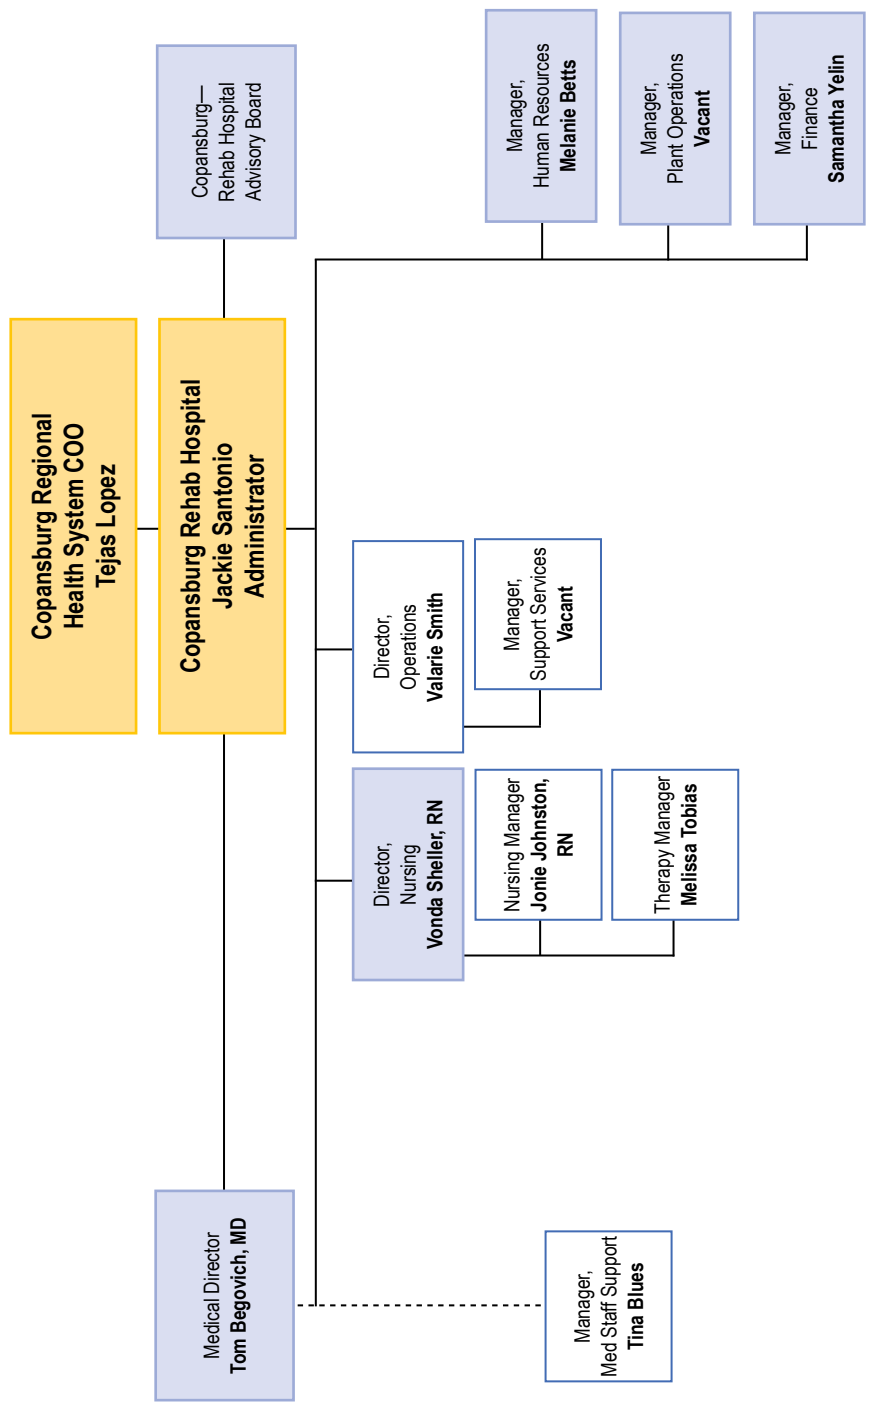 Copansburg Regional
Health System COO
Tejas Lopez
Copansburg Rehab Hospital
Jackie Santonio
Administrator
Medical Director
Tom Begovich, MD
Copansburg—
Rehab Hospital
Advisory Board
Director,
Nursing
Vonda Sheller, RN
Director,
Operations
Valarie Smith
Nursing Manager
Jonie Johnston,
RN
Therapy Manager
Melissa Tobias
Manager,
Support Services
Vacant
Manager,
Human Resources
Melanie Betts
Manager,
Plant Operations
Vacant
Manager,
Finance
Samantha Yelin
Manager,
Med Staff Support
Tina Blues